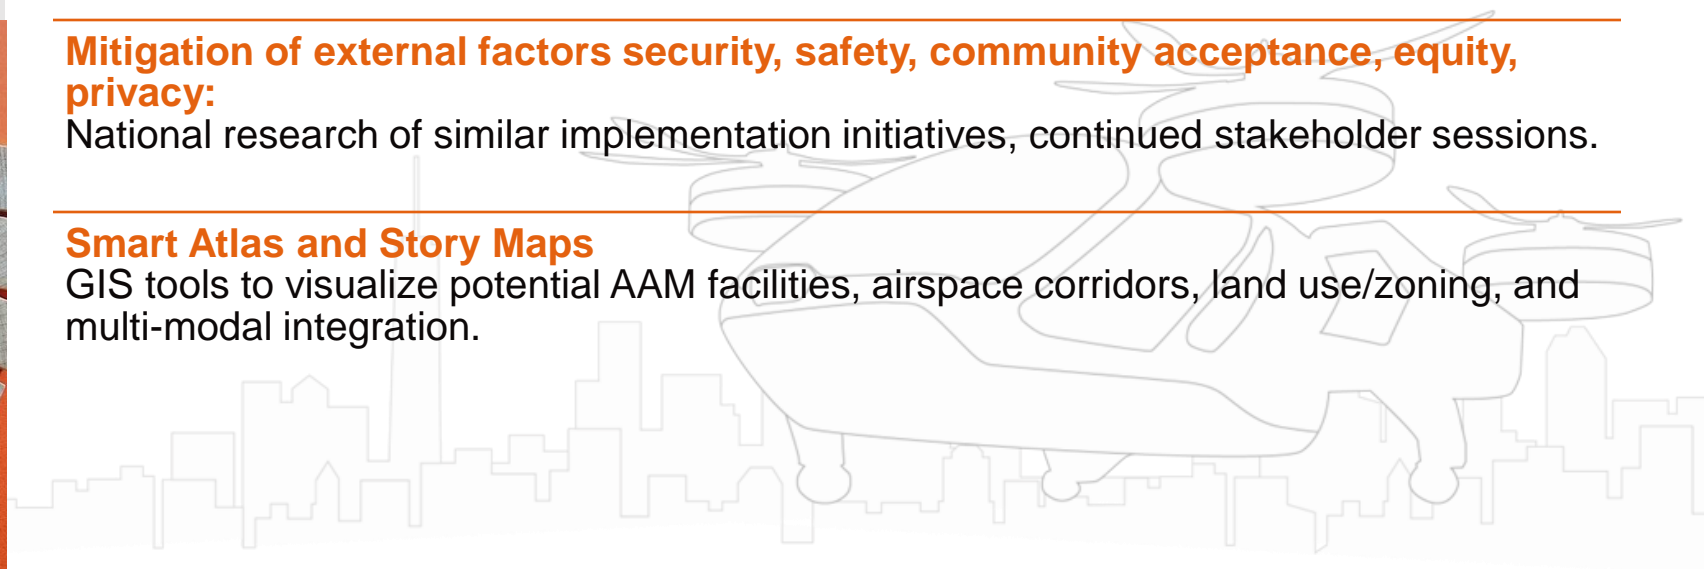 Mitigation of external factors security, safety, community acceptance, equity,
privacy:
National research of similar implementation initiatives, continued stakeholder sessions.
Smart Atlas and Story Maps
GIS tools to visualize potential AAM facilities, airspace corridors, land use/zoning, and
multi-modal integration.